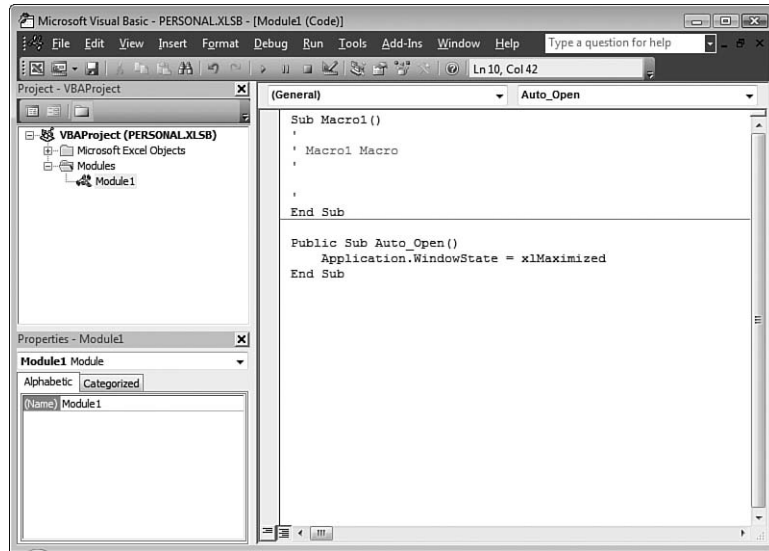 Microsoft Visual Basic - PERSONAL.XLSB - [Module1 (Code)]
File Edit View Insert Format Debug Run Tools Add-Ins Window Help Type a question for help
Ln 10, Col 42
Project - VBAProject
(General) Auto_Open
VBAProject (PERSONAL.XLSB)
Microsoft Excel Objects
Modules
Module1
Sub Macro1()
'
' Macro1 Macro
'
'
End Sub
Public Sub Auto_Open()
Application.WindowState = xlMaximized
End Sub
Properties - Module1
Module1 Module
Alphabetic Categorized
(Name) Module1